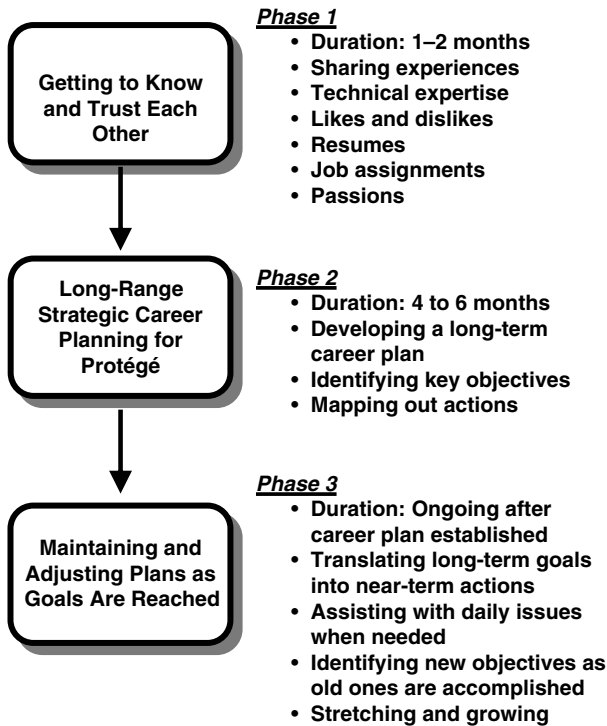 Getting to Know
and Trust Each
Other
Phase 1
• Duration: 1–2 months
• Sharing experiences
• Technical expertise
• Likes and dislikes
• Resumes
• Job assignments
• Passions
Long-Range
Strategic Career
Planning for
Protégé
Phase 2
• Duration: 4 to 6 months
• Developing a long-term
career plan
• Identifying key objectives
• Mapping out actions
Maintaining and
Adjusting Plans as
Goals Are Reached
Phase 3
• Duration: Ongoing after
career plan established
• Translating long-term goals
into near-term actions
• Assisting with daily issues
when needed
• Identifying new objectives as
old ones are accomplished
• Stretching and growing